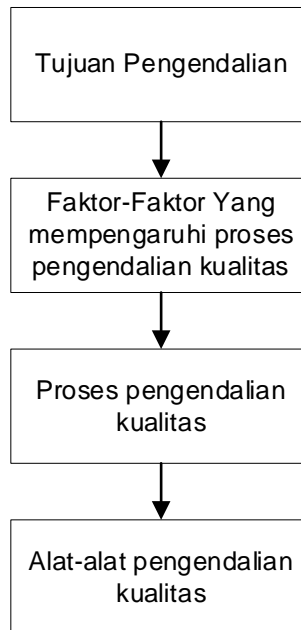 Tujuan Pengendalian
Faktor-Faktor Yang
mempengaruhi proses
pengendalian kualitas
Proses pengendalian
kualitas
Alat-alat pengendalian
kualitas